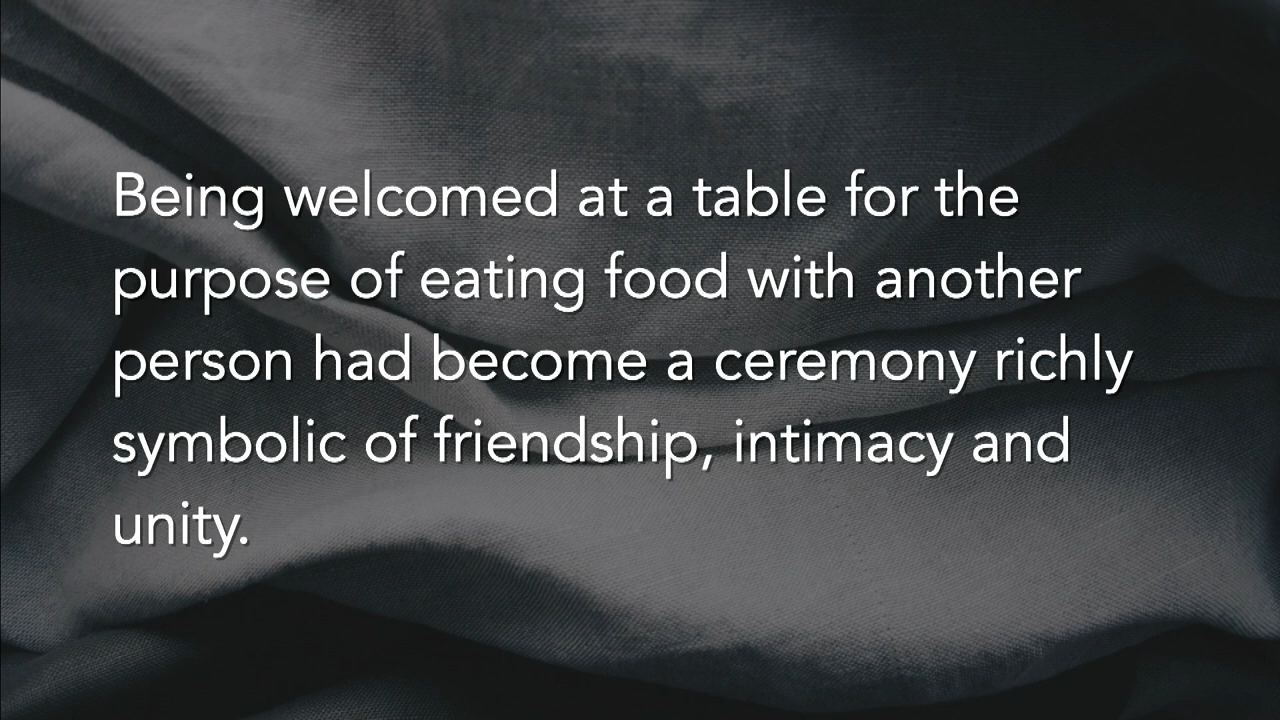 Being welcomed at a table for the
purpose of eating food with another
person had become a ceremony richly
symbolic of friendship, intimacy and
unity.